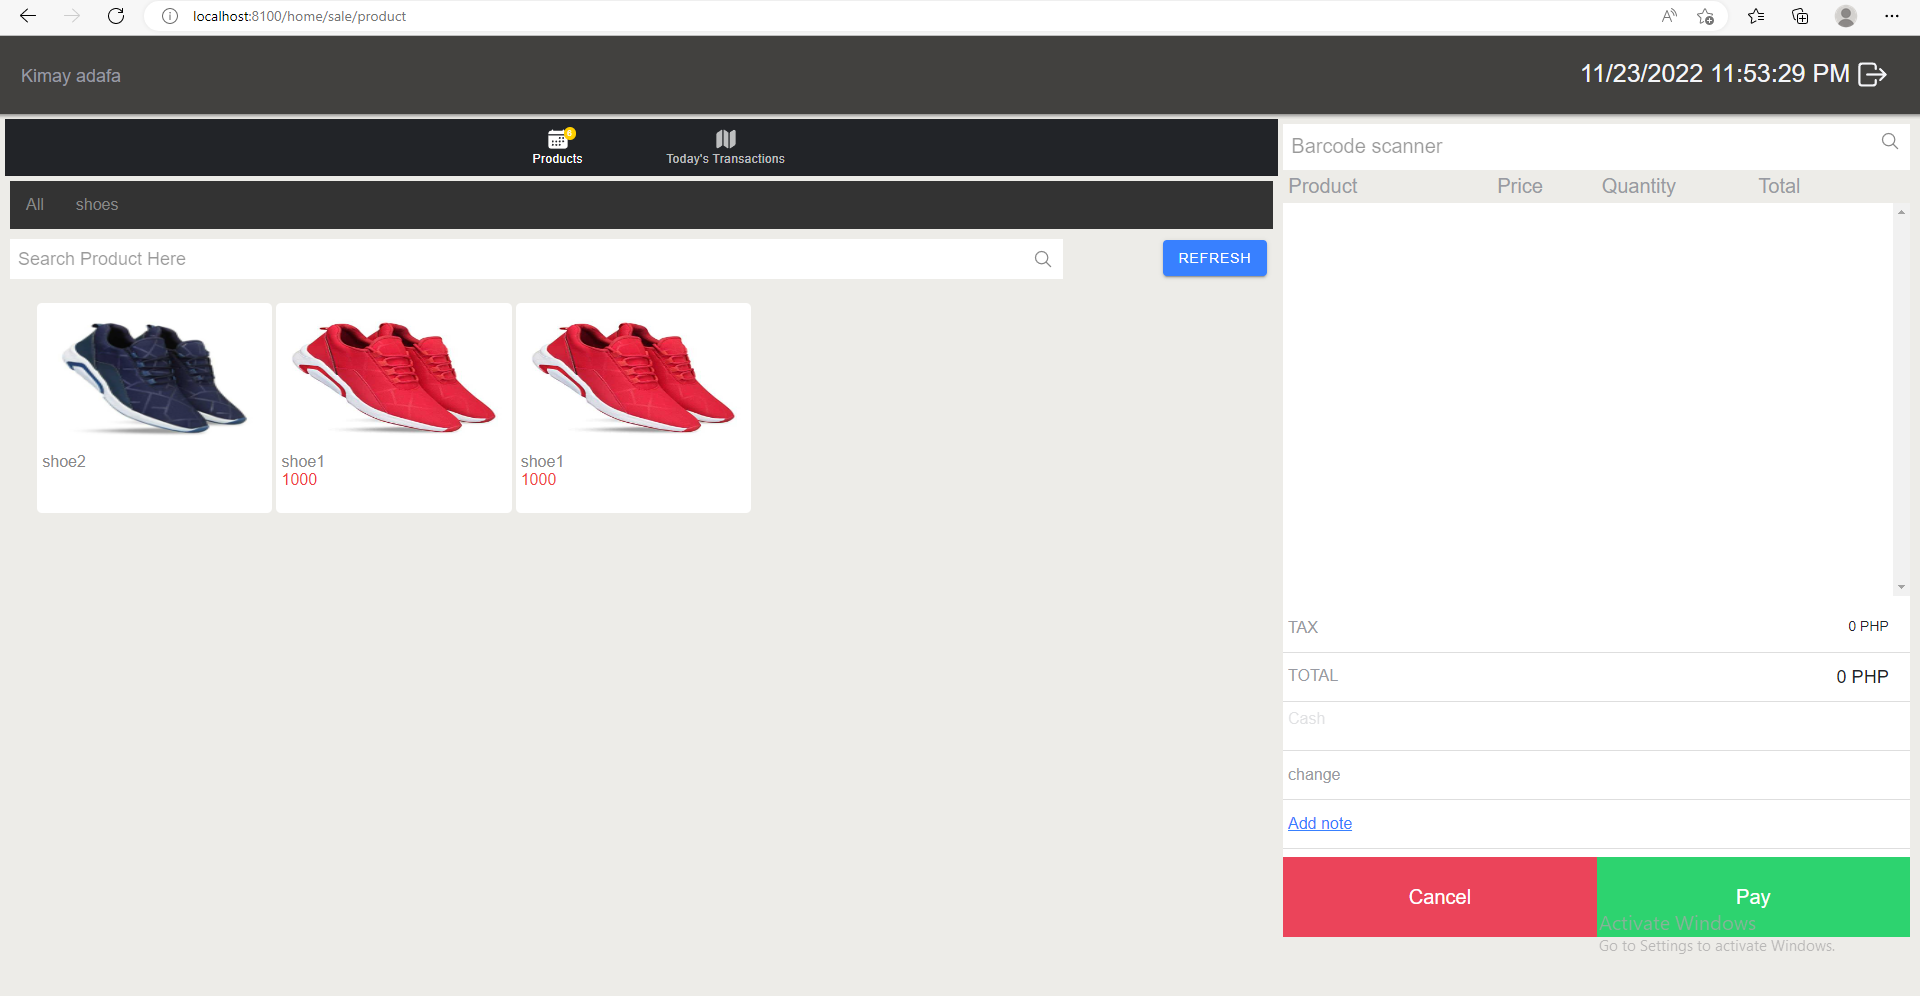 localhost:8100/home/sale/product
Kimay adafa
11/23/2022 11:53:29 PM
Products
Today's Transactions
All shoes
Search Product Here
REFRESH
shoe2
shoe1
1000
shoe1
1000
Barcode scanner
Product Price Quantity Total
TAX 0 PHP
TOTAL 0 PHP
Cash
change
Add note
Cancel
Pay
Activate Windows
Go to Settings to activate Windows.